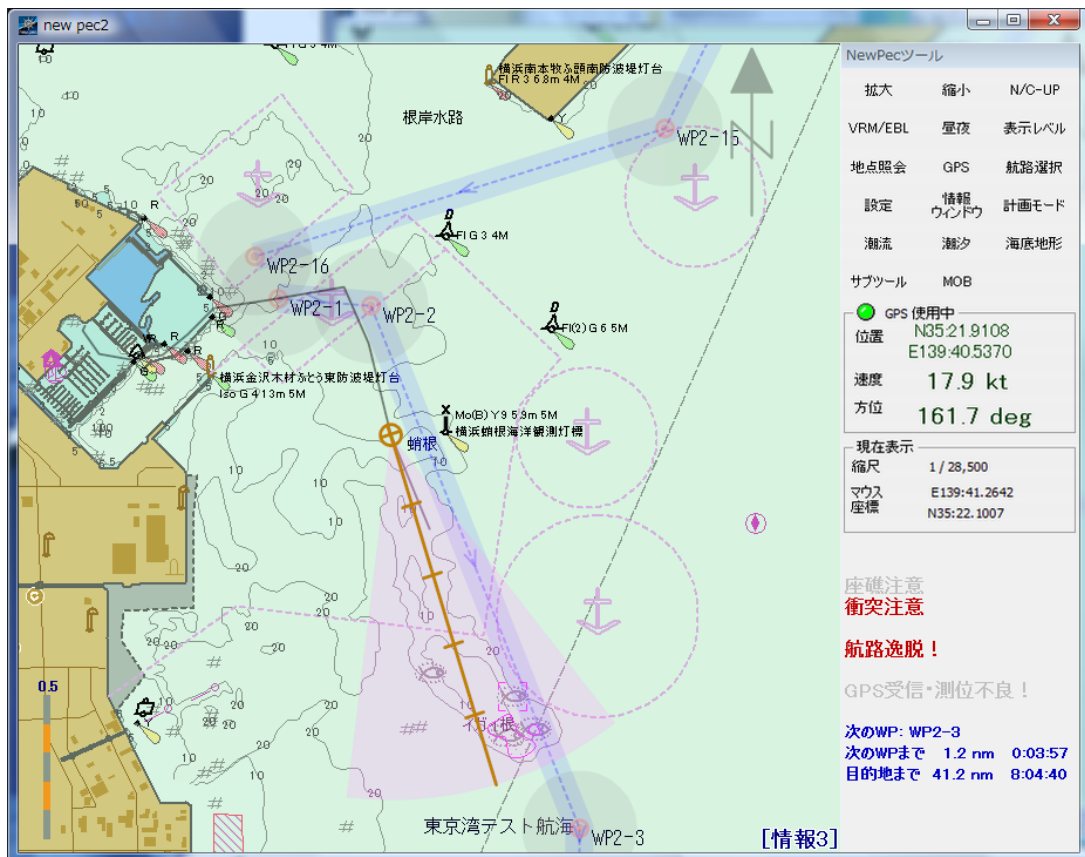 new pec2
Fl G 3 4M
横浜南本牧ふ頭南防波堤灯台
Fl R 3 6.8m 4M
根岸水路
WP2-15
Fl G 3 4M
WP2-16
WP2-1
WP2-2
Fl(2) G 6 5M
横浜金沢木材ふとう東防波堤灯台
Iso G 4 13m 5M
Mo(B) Y 9 5.9m 5M
横浜蛸根海洋観測灯標
蛸根
イガイ根
0.5
東京湾テスト航海
WP2-3
[情報3]
NewPecツール
拡大 縮小 N/C-UP
VRM/EBL 昼夜 表示レベル
地点照会 GPS 航路選択
設定 情報ウィンドウ 計画モード
潮流 潮汐 海底地形
サブツール MOB
GPS 使用中
位置 N35:21.9108
E139:40.5370
速度 17.9 kt
方位 161.7 deg
現在表示
縮尺 1 / 28,500
マウス座標 E139:41.2642
N35:22.1007
座礁注意
衝突注意
航路逸脱！
GPS受信・測位不良！
次のWP: WP2-3
次のWPまで 1.2 nm 0:03:57
目的地まで 41.2 nm 8:04:40